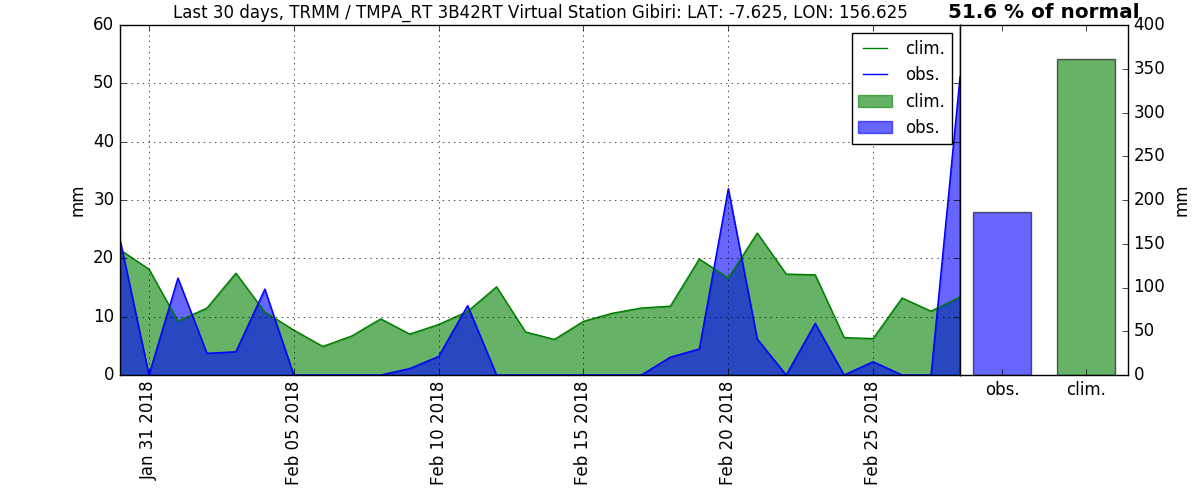 Last 30 days, TRMM / TMPA_RT 3B42RT Virtual Station Gibiri: LAT: -7.625, LON: 156.625
51.6 % of normal
60
50
40
30
20
10
0
mm
clim.
obs.
clim.
obs.
400
350
300
250
200
150
100
50
0
mm
Jan 31 2018
Feb 05 2018
Feb 10 2018
Feb 15 2018
Feb 20 2018
Feb 25 2018
obs.
clim.